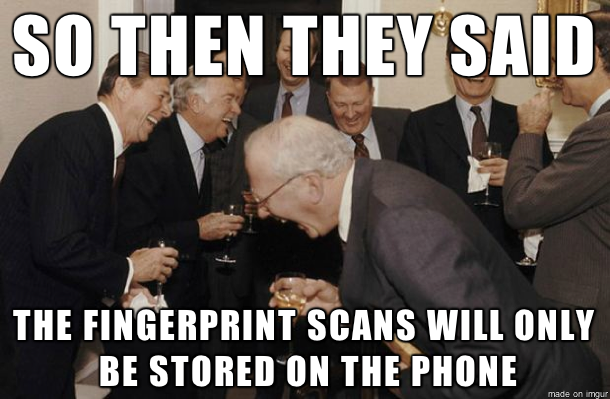 SO THEN THEY SAID
THE FINGERPRINT SCANS WILL ONLY
BE STORED ON THE PHONE
made on imgur